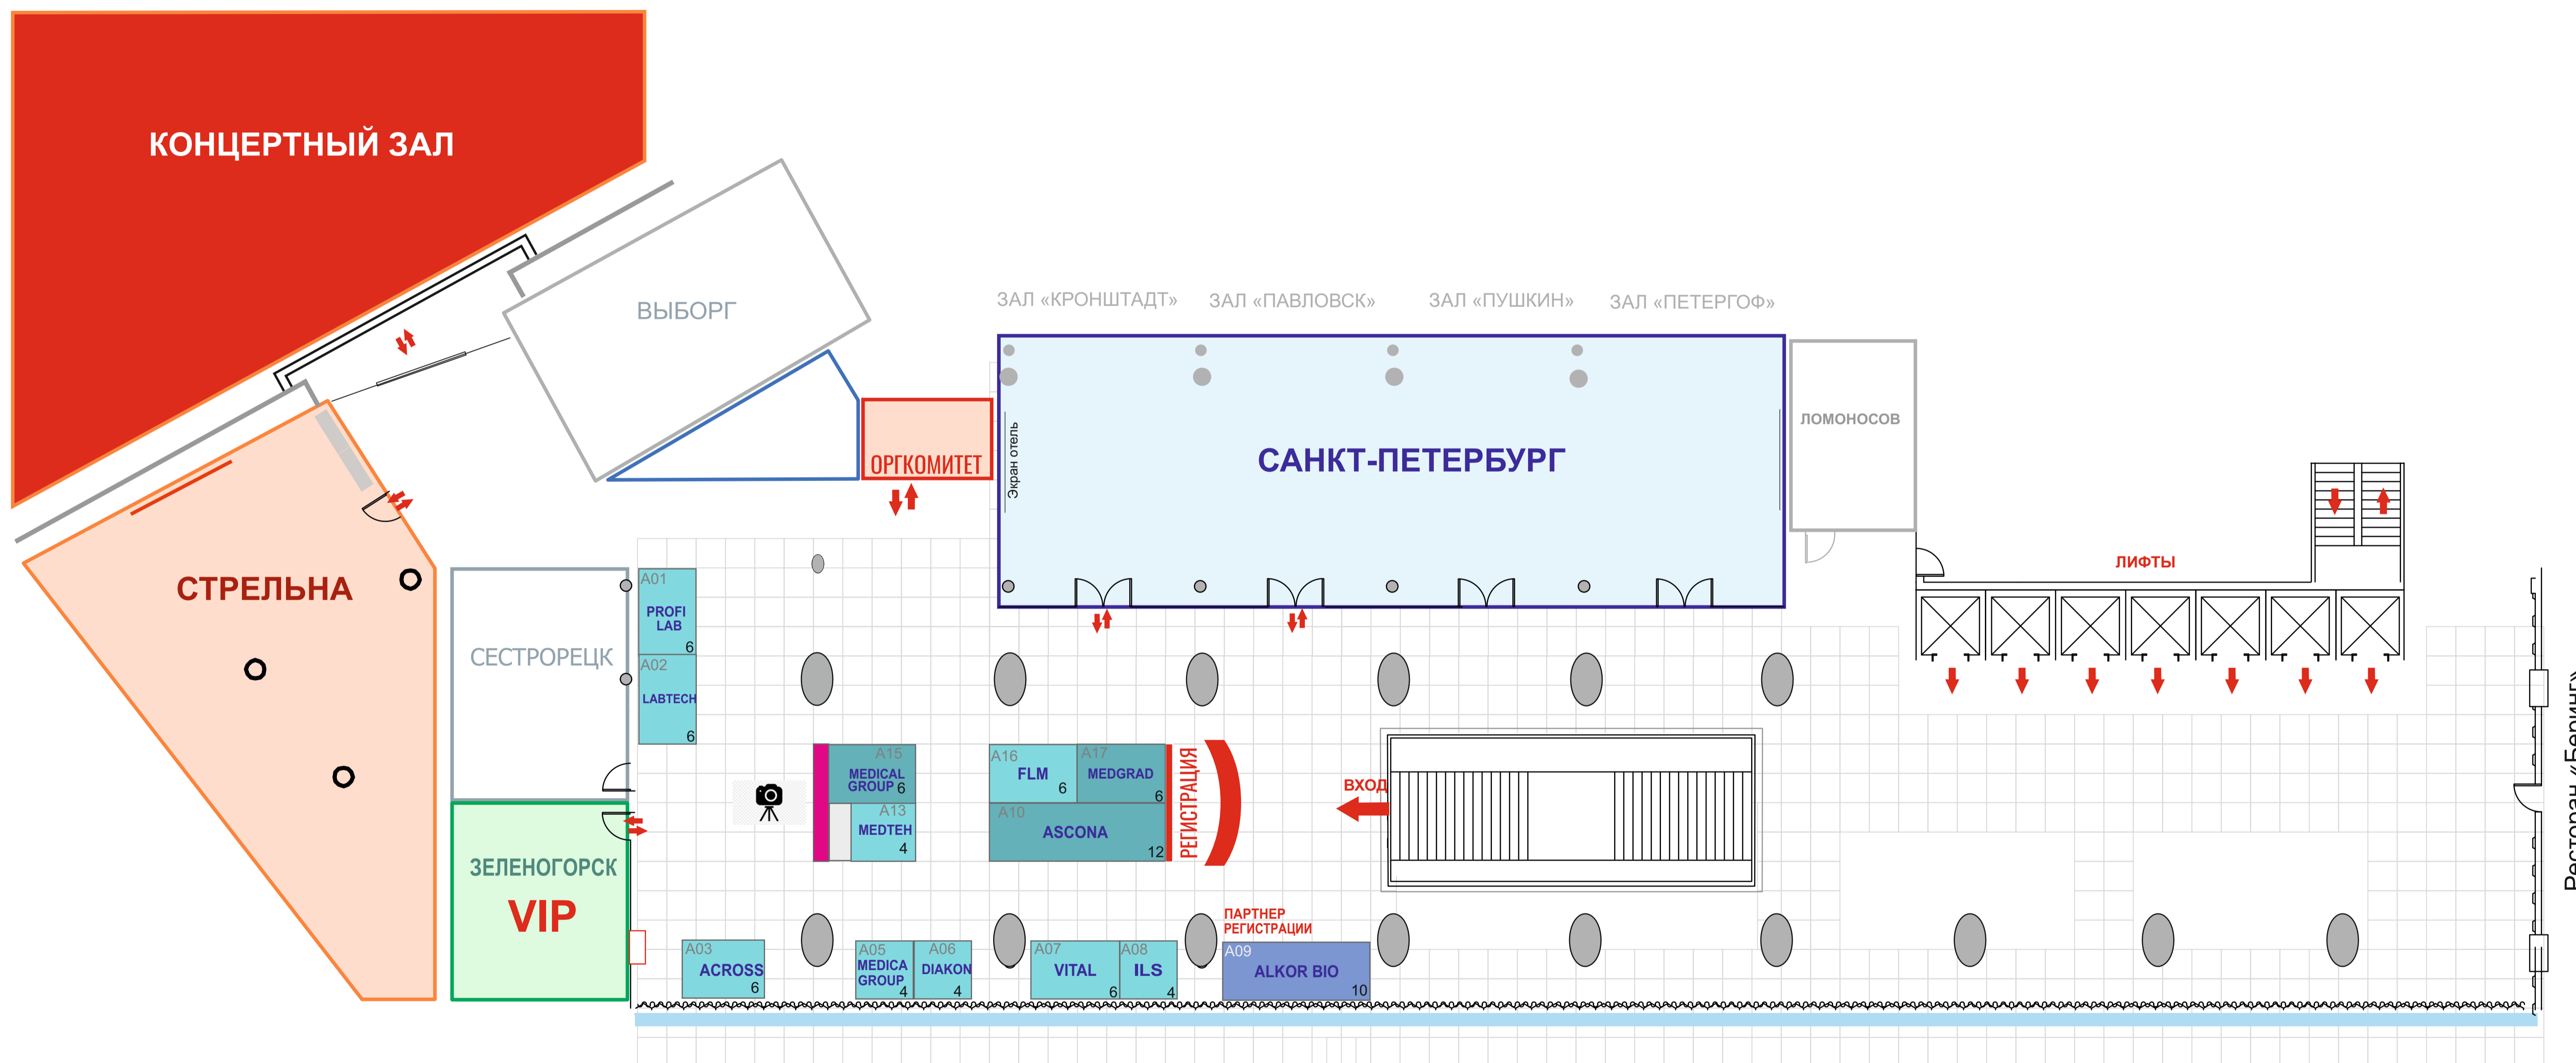 КОНЦЕРТНЫЙ ЗАЛ
ВЫБОРГ
ЗАЛ «КРОНШТАДТ»
ЗАЛ «ПАВЛОВСК»
ЗАЛ «ПУШКИН»
ЗАЛ «ПЕТЕРГОФ»
ОРГКОМИТЕТ
Экран отель
САНКТ-ПЕТЕРБУРГ
ЛОМОНОСОВ
ЛИФТЫ
СТРЕЛЬНА
СЕСТРОРЕЦК
A01
PROFI
LAB
6
A02
LABTECH
6
A15
MEDICAL
GROUP 6
A13
MEDTEH
4
A16
FLM
6
A17
MEDGRAD
6
A10
ASCONA
12
РЕГИСТРАЦИЯ
ВХОД
Ресторан «Беринг»
ЗЕЛЕНОГОРСК
VIP
A03
ACROSS
6
A05
MEDICA
GROUP
4
A06
DIAKON
4
A07
VITAL
6
A08
ILS
4
ПАРТНЕР
РЕГИСТРАЦИИ
A09
ALKOR BIO
10